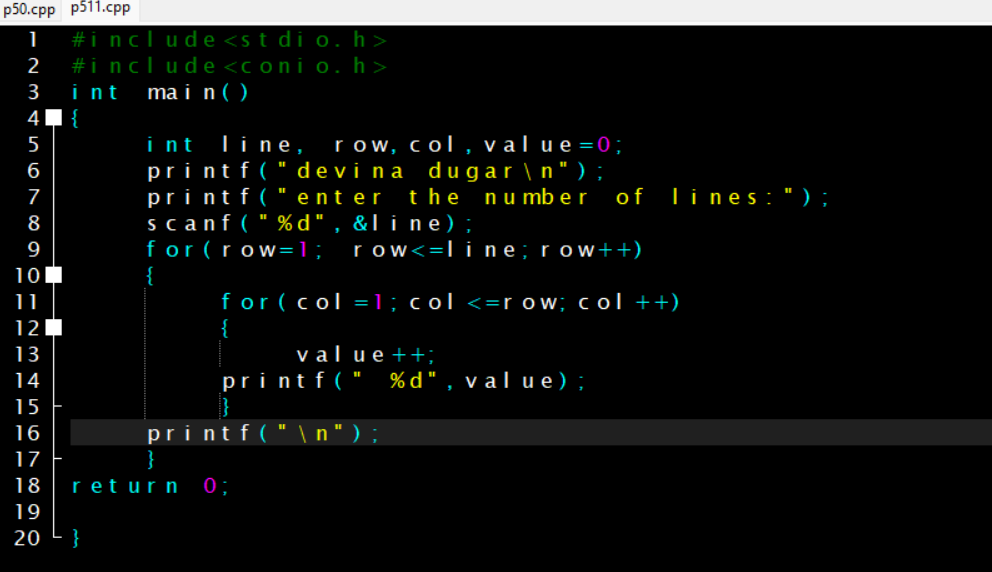 p50.cpp p511.cpp
1 #include<stdio.h>
2 #include<conio.h>
3 int main()
4 {
5 int line, row,col,value=0;
6 printf("devina dugar\n");
7 printf("enter the number of lines:");
8 scanf("%d",&line);
9 for(row=1; row<=line;row++)
10 {
11 for(col=1;col<=row;col++)
12 {
13 value++;
14 printf(" %d",value);
15 }
16 printf("\n");
17 }
18 return 0;
19
20 }